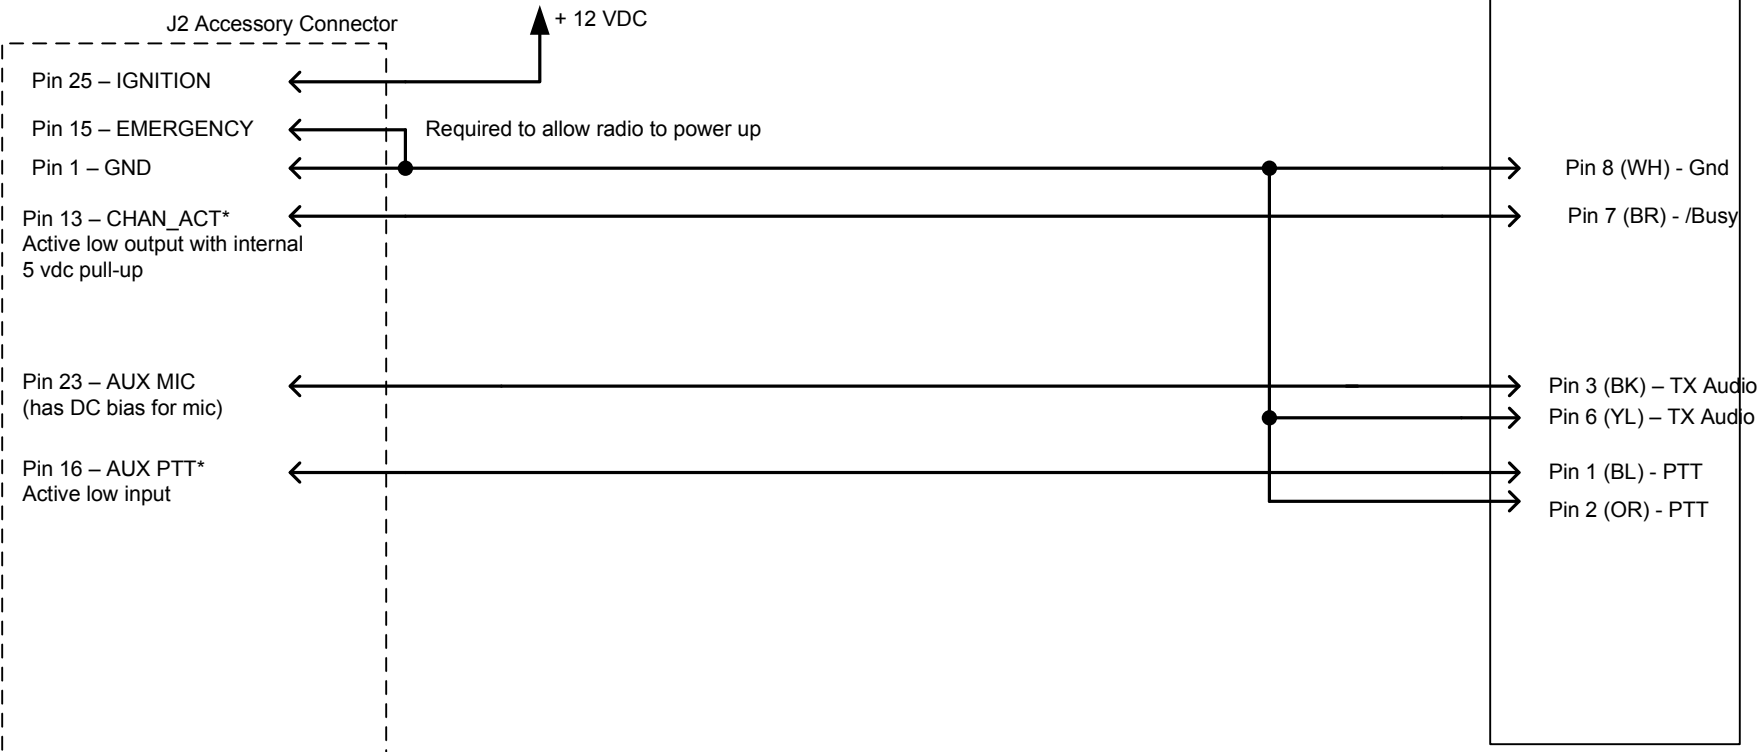 J2 Accessory Connector
+ 12 VDC
Pin 25 – IGNITION
Pin 15 – EMERGENCY
Required to allow radio to power up
Pin 1 – GND
Pin 8 (WH) - Gnd
Pin 13 – CHAN_ACT*
Active low output with internal
5 vdc pull-up
Pin 7 (BR) - /Busy
Pin 23 – AUX MIC
(has DC bias for mic)
Pin 3 (BK) – TX Audio
Pin 6 (YL) – TX Audio
Pin 16 – AUX PTT*
Active low input
Pin 1 (BL) - PTT
Pin 2 (OR) - PTT